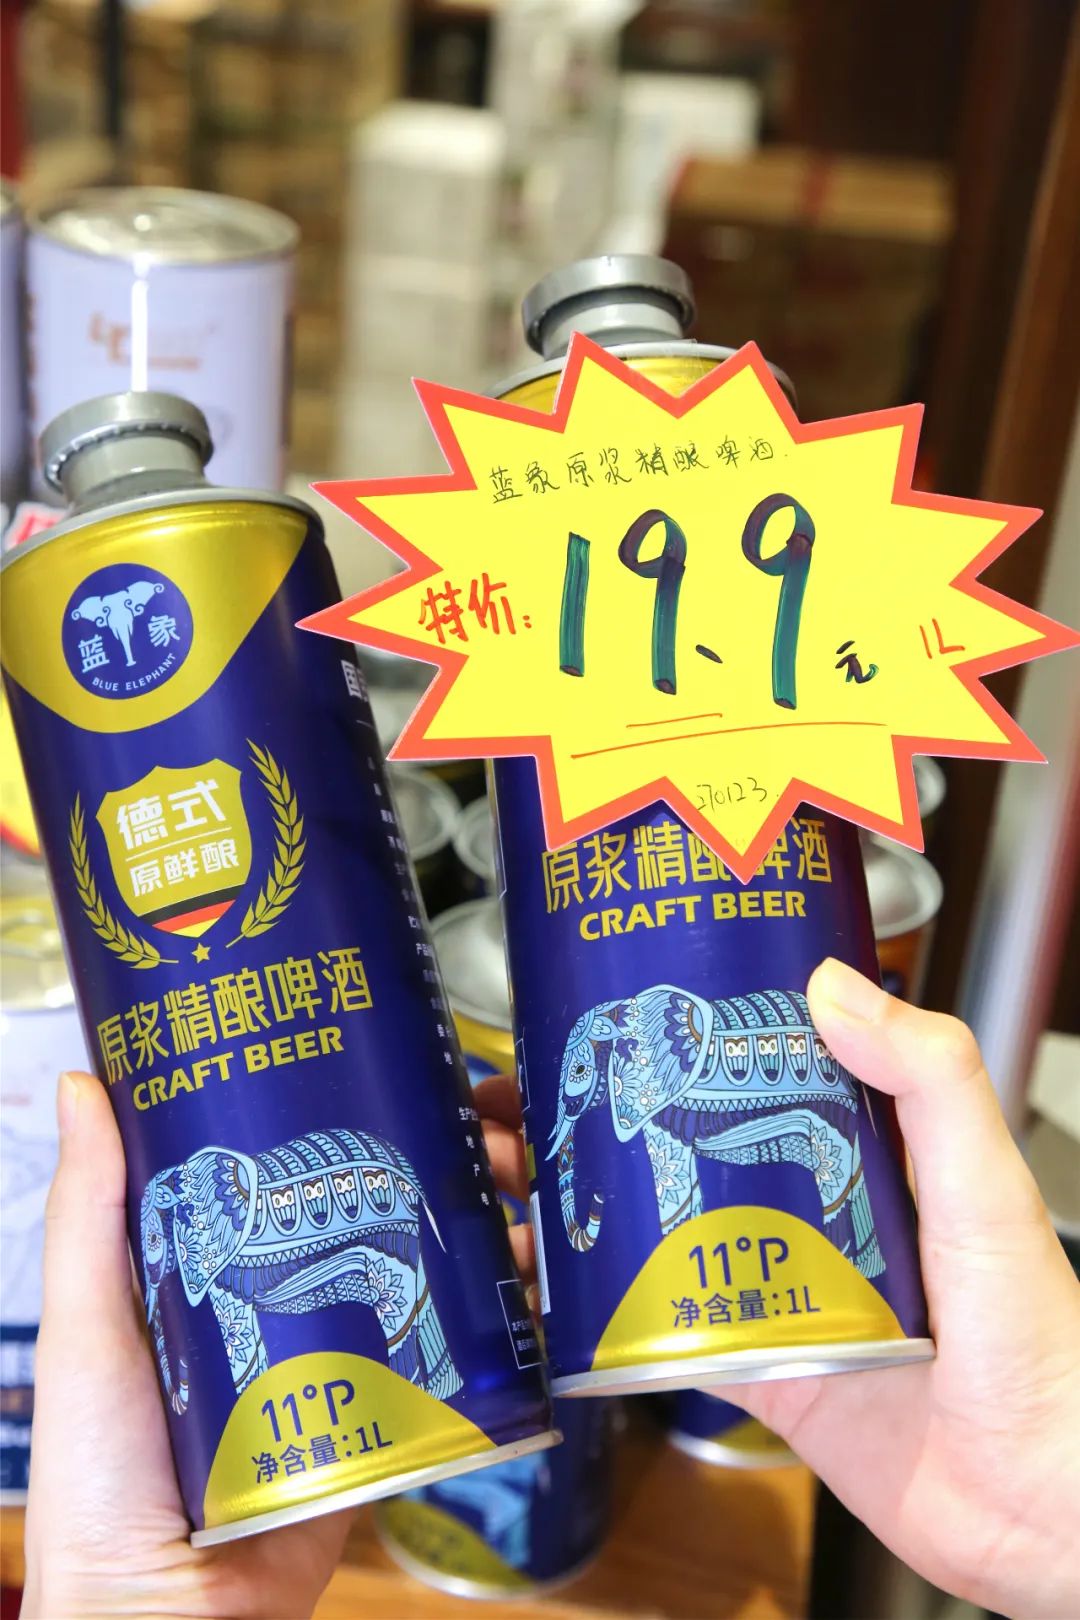 蓝象原浆精酿啤酒.
特价: 19.9元 1L
270123
蓝象
BLUE ELEPHANT
德式
原鲜酿
原浆精酿啤酒
CRAFT BEER
11°P
净含量:1L
原浆精酿啤酒
CRAFT BEER
11°P
净含量:1L